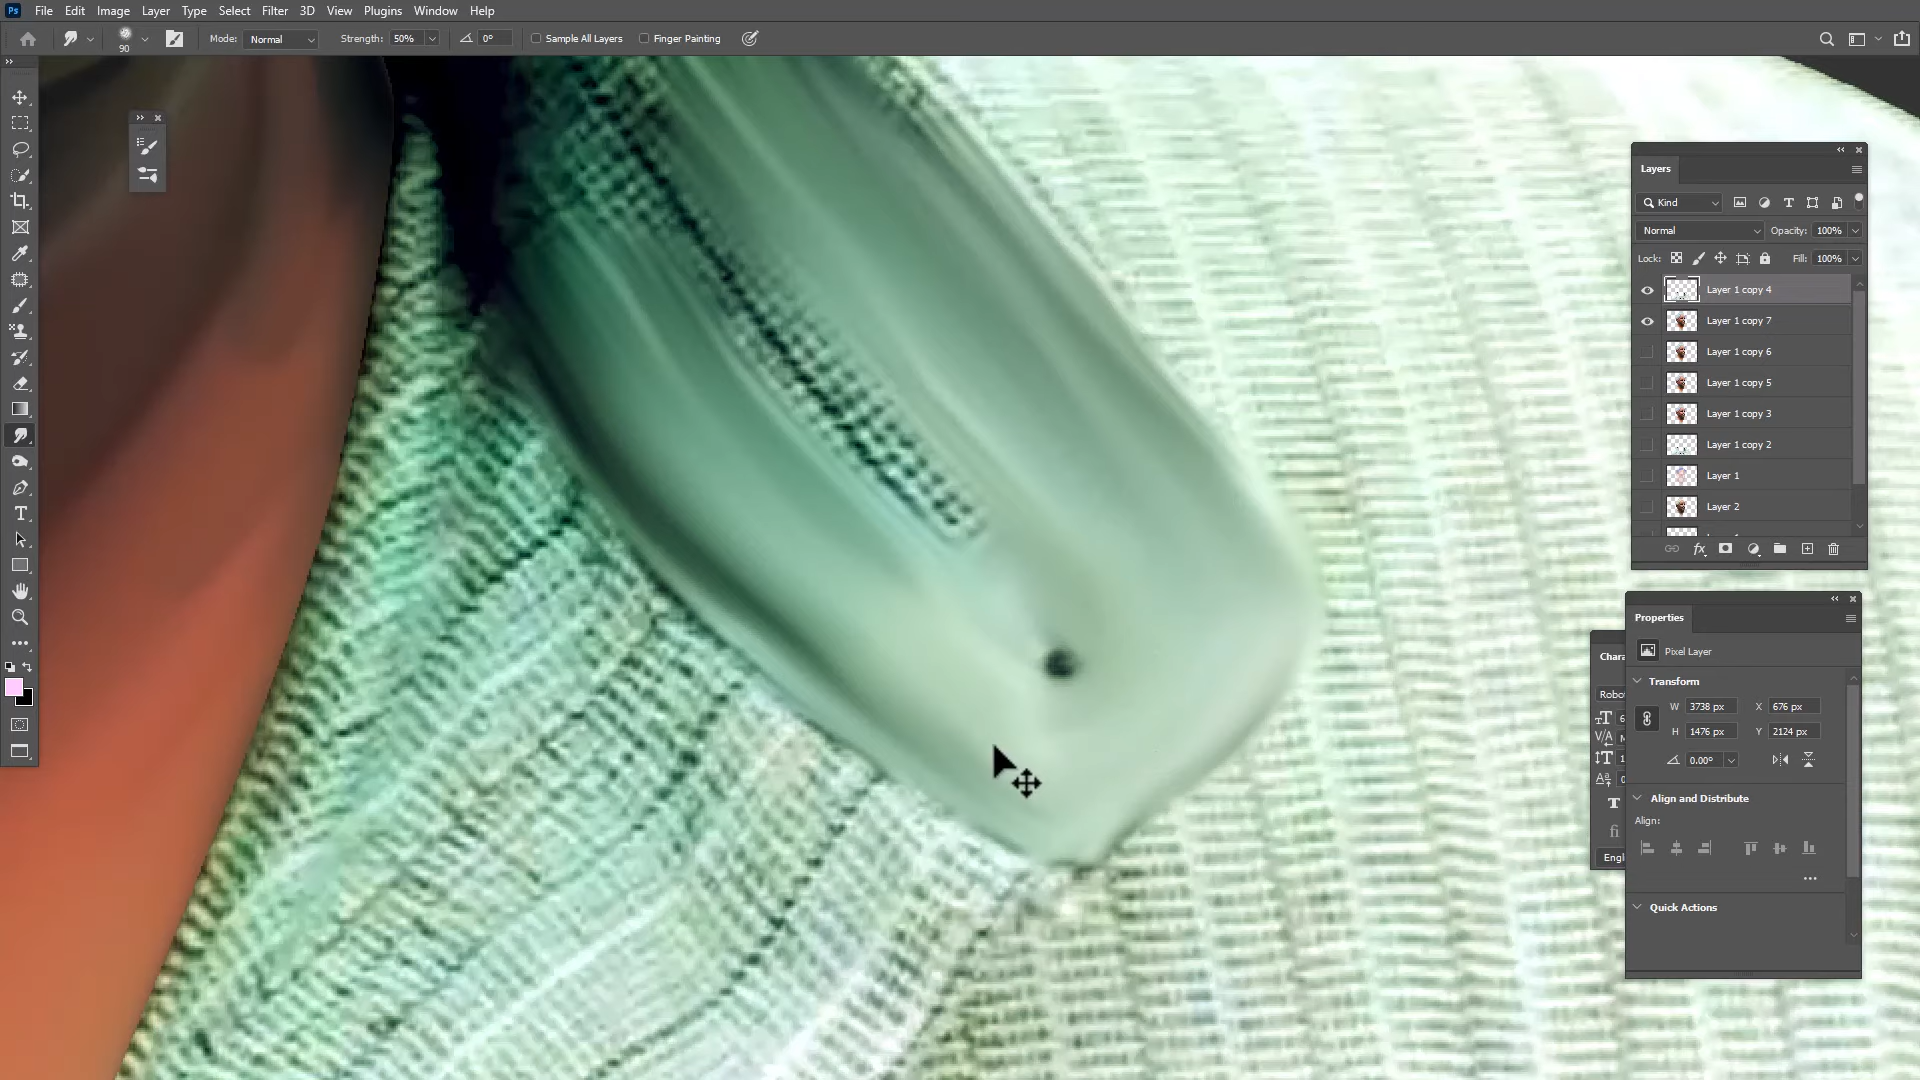 Ps File Edit Image Layer Type Select Filter 3D View Plugins Window Help
90 Mode: Normal Strength: 50% 0° Sample All Layers Finger Painting
Layers
Kind
Normal Opacity: 100%
Lock: Fill: 100%
Layer 1 copy 4
Layer 1 copy 7
Layer 1 copy 6
Layer 1 copy 5
Layer 1 copy 3
Layer 1 copy 2
Layer 1
Layer 2
fx
Properties
Pixel Layer
Transform
W 3738 px X 676 px
H 1476 px Y 2124 px
0.00°
Align and Distribute
Align:
Quick Actions
Chara
Robo
Engl